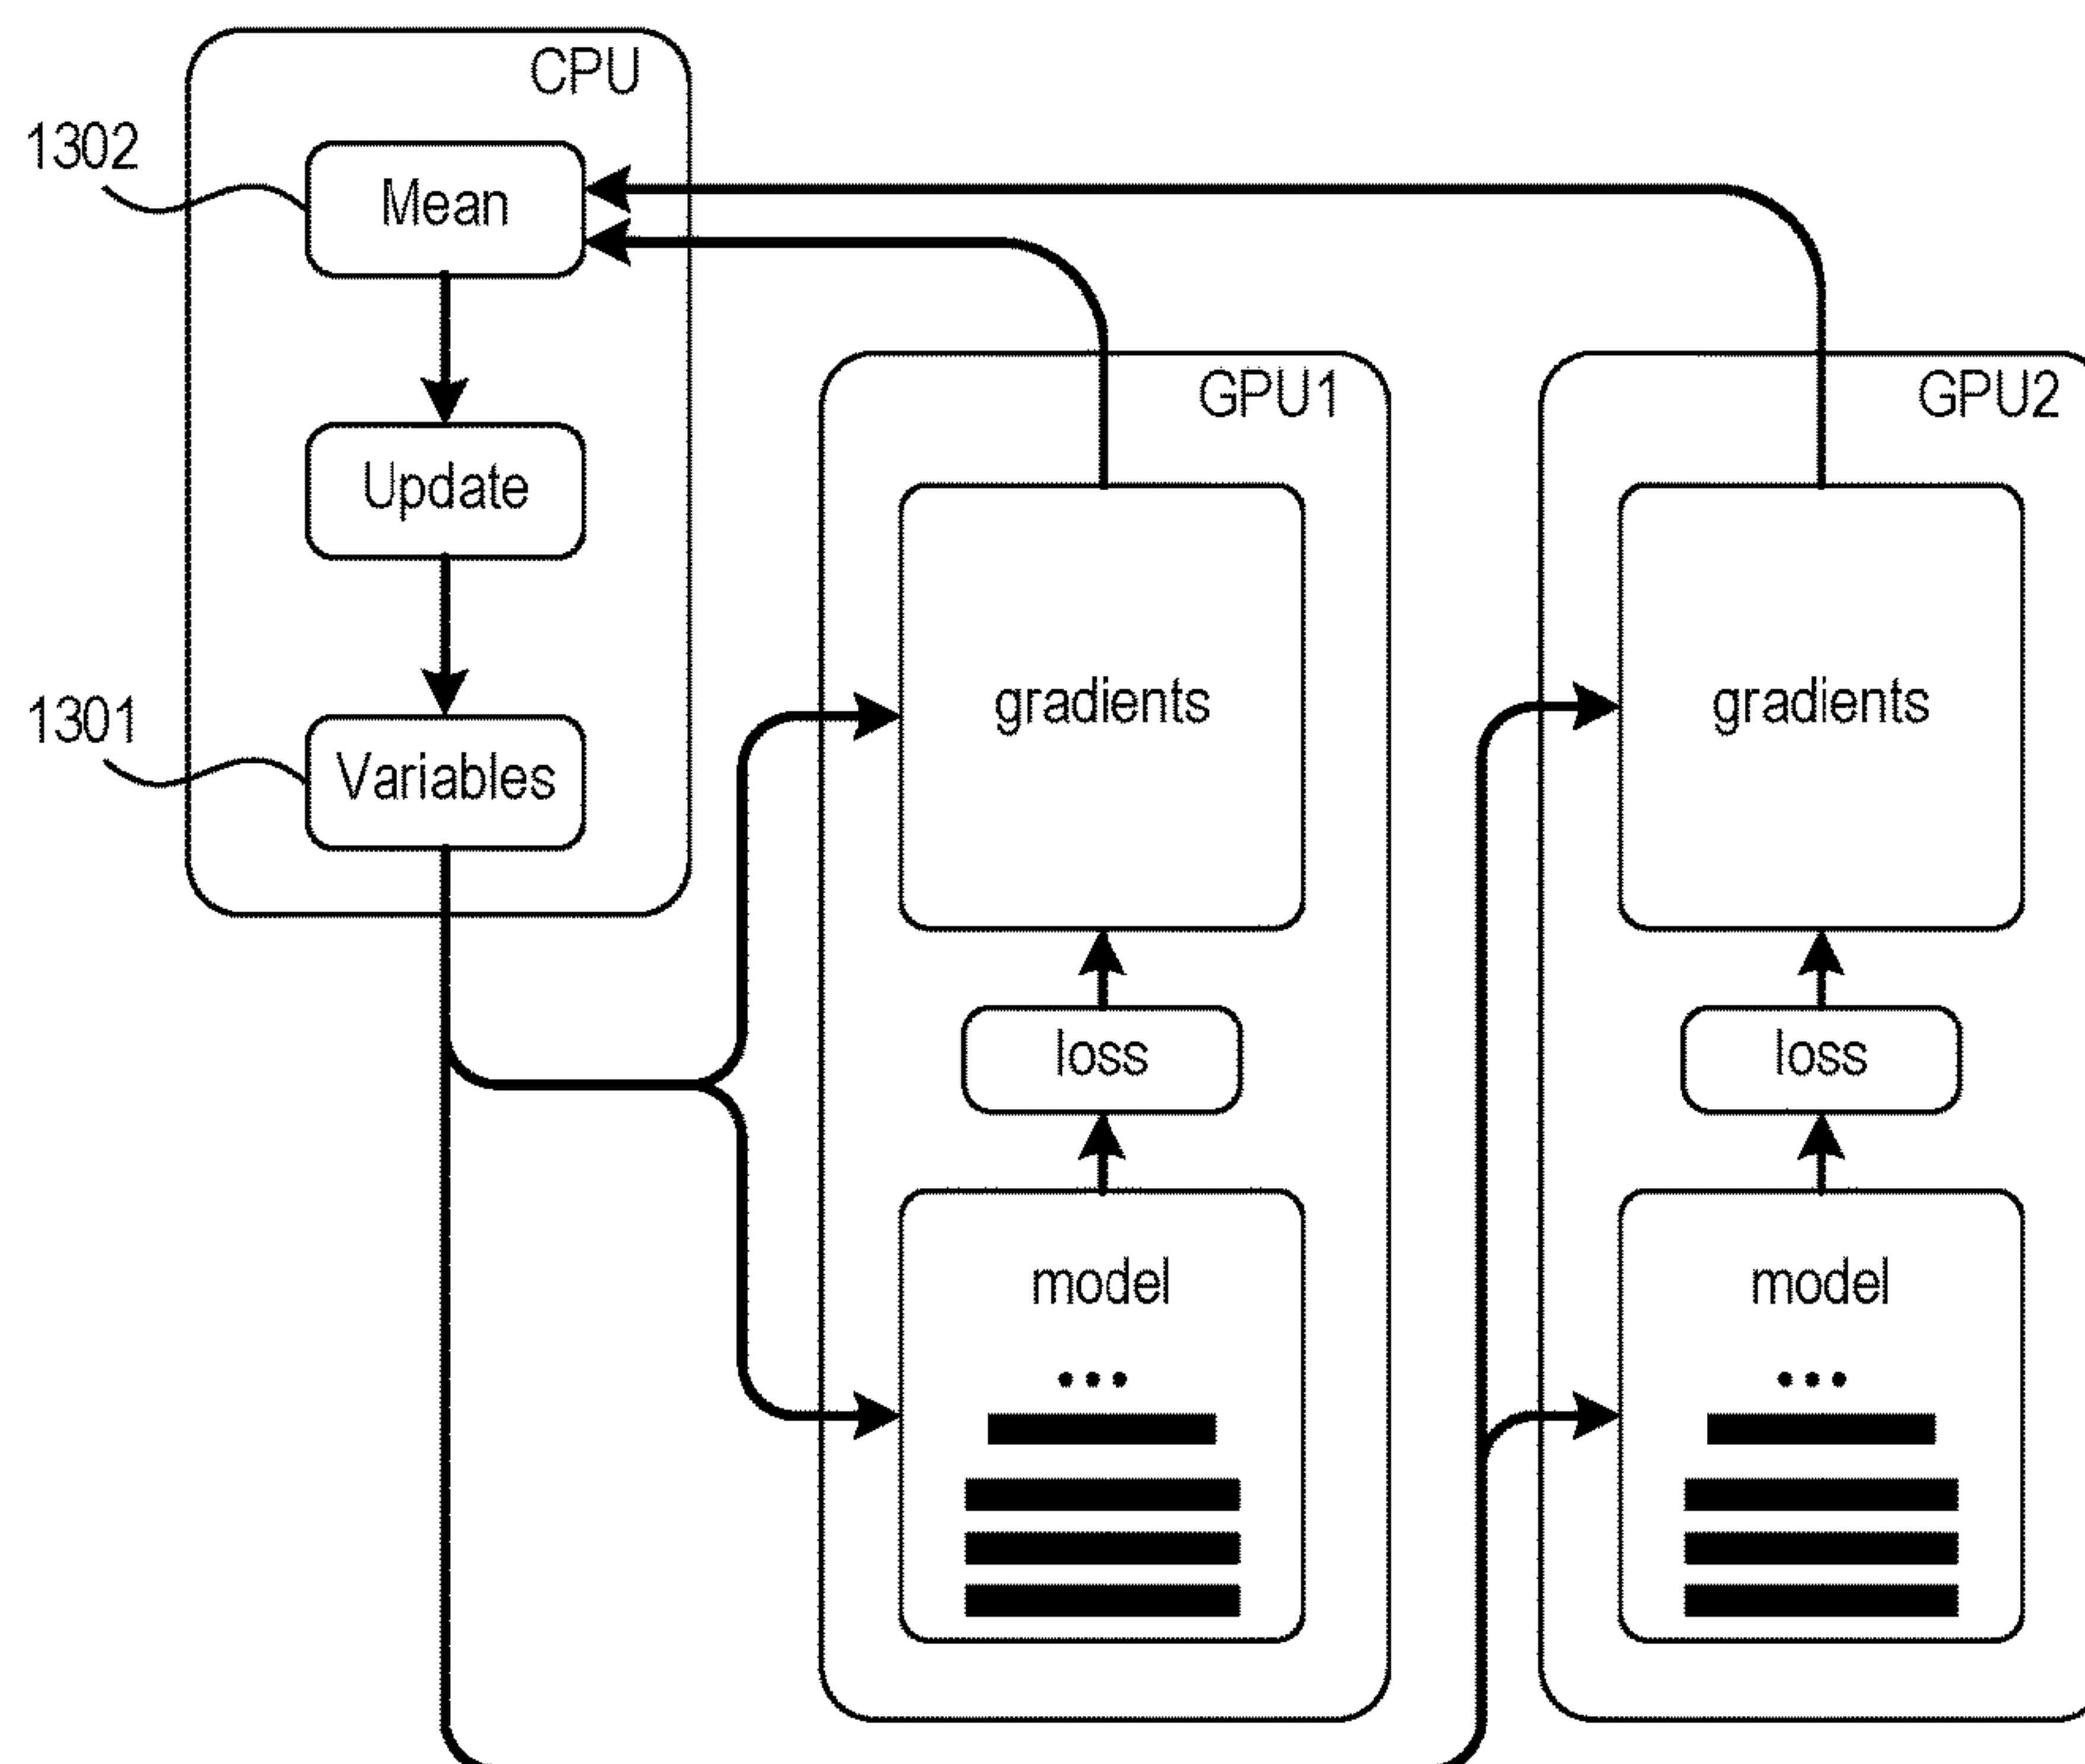 CPU
1302
Mean
GPU1
GPU2
Update
gradients
gradients
1301
Variables
loss
loss
model
model
...
...